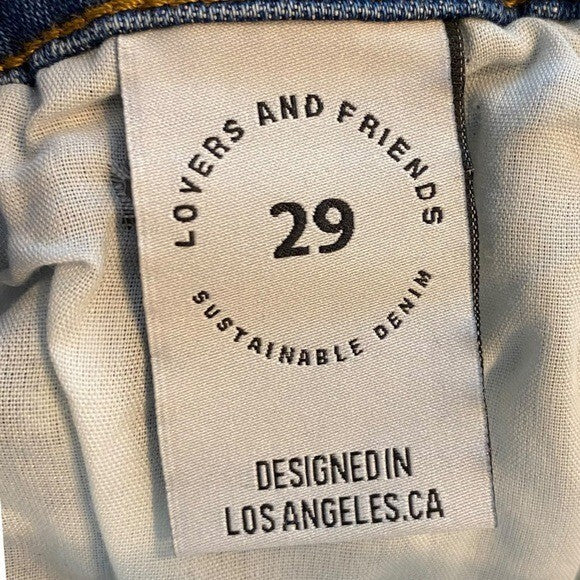 LOVERS AND FRIENDS
29
SUSTAINABLE DENIM
DESIGNED IN
LOS ANGELES.CA